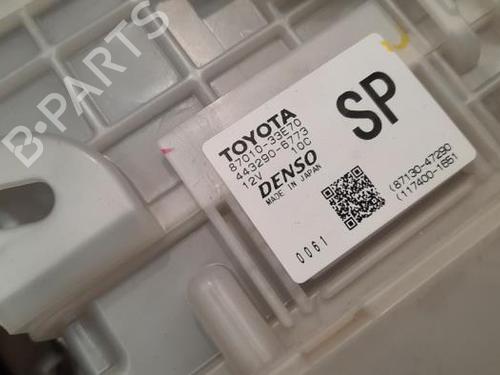 B-PARTS
TOYOTA
87010-33E70
443290-6773
12V 10C
DENSO
MADE IN JAPAN
SP
(87130-47290
(117400-1651
0061